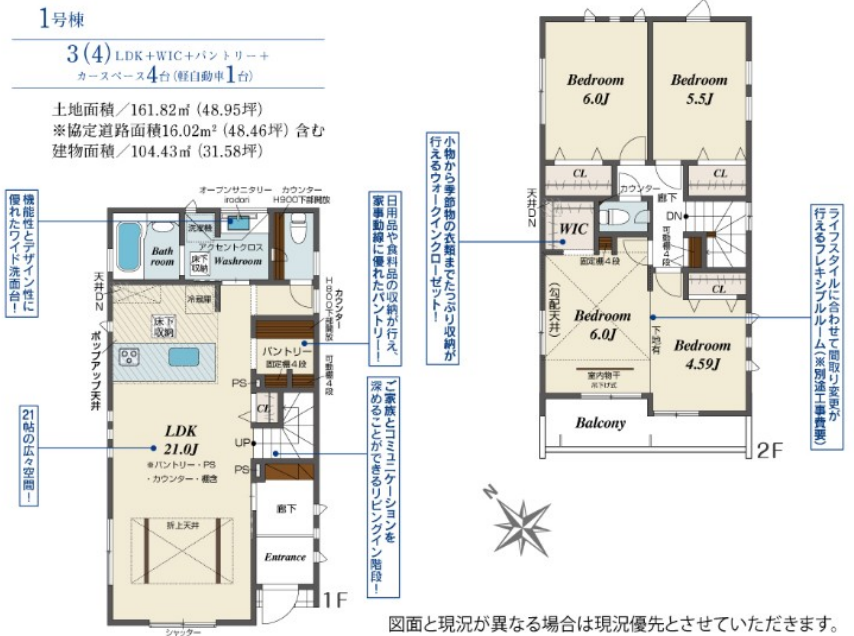 1号棟
3(4)LDK+WIC+パントリー+
カースペース4台(軽自動車1台)
土地面積／161.82㎡ (48.95坪)
※協定道路面積16.02m² (48.46坪) 含む
建物面積／104.43㎡ (31.58坪)
機能性とデザイン性に
優れたワイド洗面台！
21帖の広々空間！
オープンサニタリー
irodori
カウンター
H900下部開放
洗濯機
アクセントクロス
Bath
room
床下
収納
Washroom
天井DN
ポップアップ天井
床下
収納
冷蔵庫
カウンター
H800下部開放
パントリー
固定棚4段
可動棚4段
PS
CL
LDK
21.0J
※パントリー・PS
・カウンター・棚含
UP
PS
廊下
折上天井
Entrance
シャッター
1F
日用品や食料品の収納が行え、
家事動線に優れたパントリー！
ご家族とコミュニケーションを
深めることができるリビングイン階段！
小物から季節物の衣類までたっぷり収納が
行えるウォークインクローゼット！
Bedroom
6.0J
Bedroom
5.5J
CL
カウンター
CL
廊下
天井DN
WIC
DN
可動棚4段
固定棚4段
CL
(勾配天井)
Bedroom
6.0J
下地有
Bedroom
4.59J
室内物干
吊下げ式
Balcony
2F
ライフスタイルに合わせて間取り変更が
行えるフレキシブルルーム(※別途工事費要)
N
図面と現況が異なる場合は現況優先とさせていただきます。